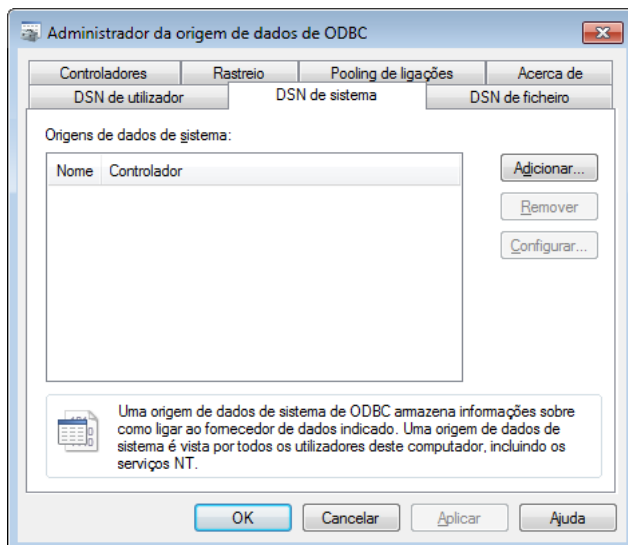 Administrador da origem de dados de ODBC
Controladores Rastreio Pooling de ligações Acerca de
DSN de utilizador DSN de sistema DSN de ficheiro
Origens de dados de sistema:
Nome Controlador
Adicionar...
Remover
Configurar...
Uma origem de dados de sistema de ODBC armazena informações sobre
como ligar ao fornecedor de dados indicado. Uma origem de dados de
sistema é vista por todos os utilizadores deste computador, incluindo os
serviços NT.
OK Cancelar Aplicar Ajuda